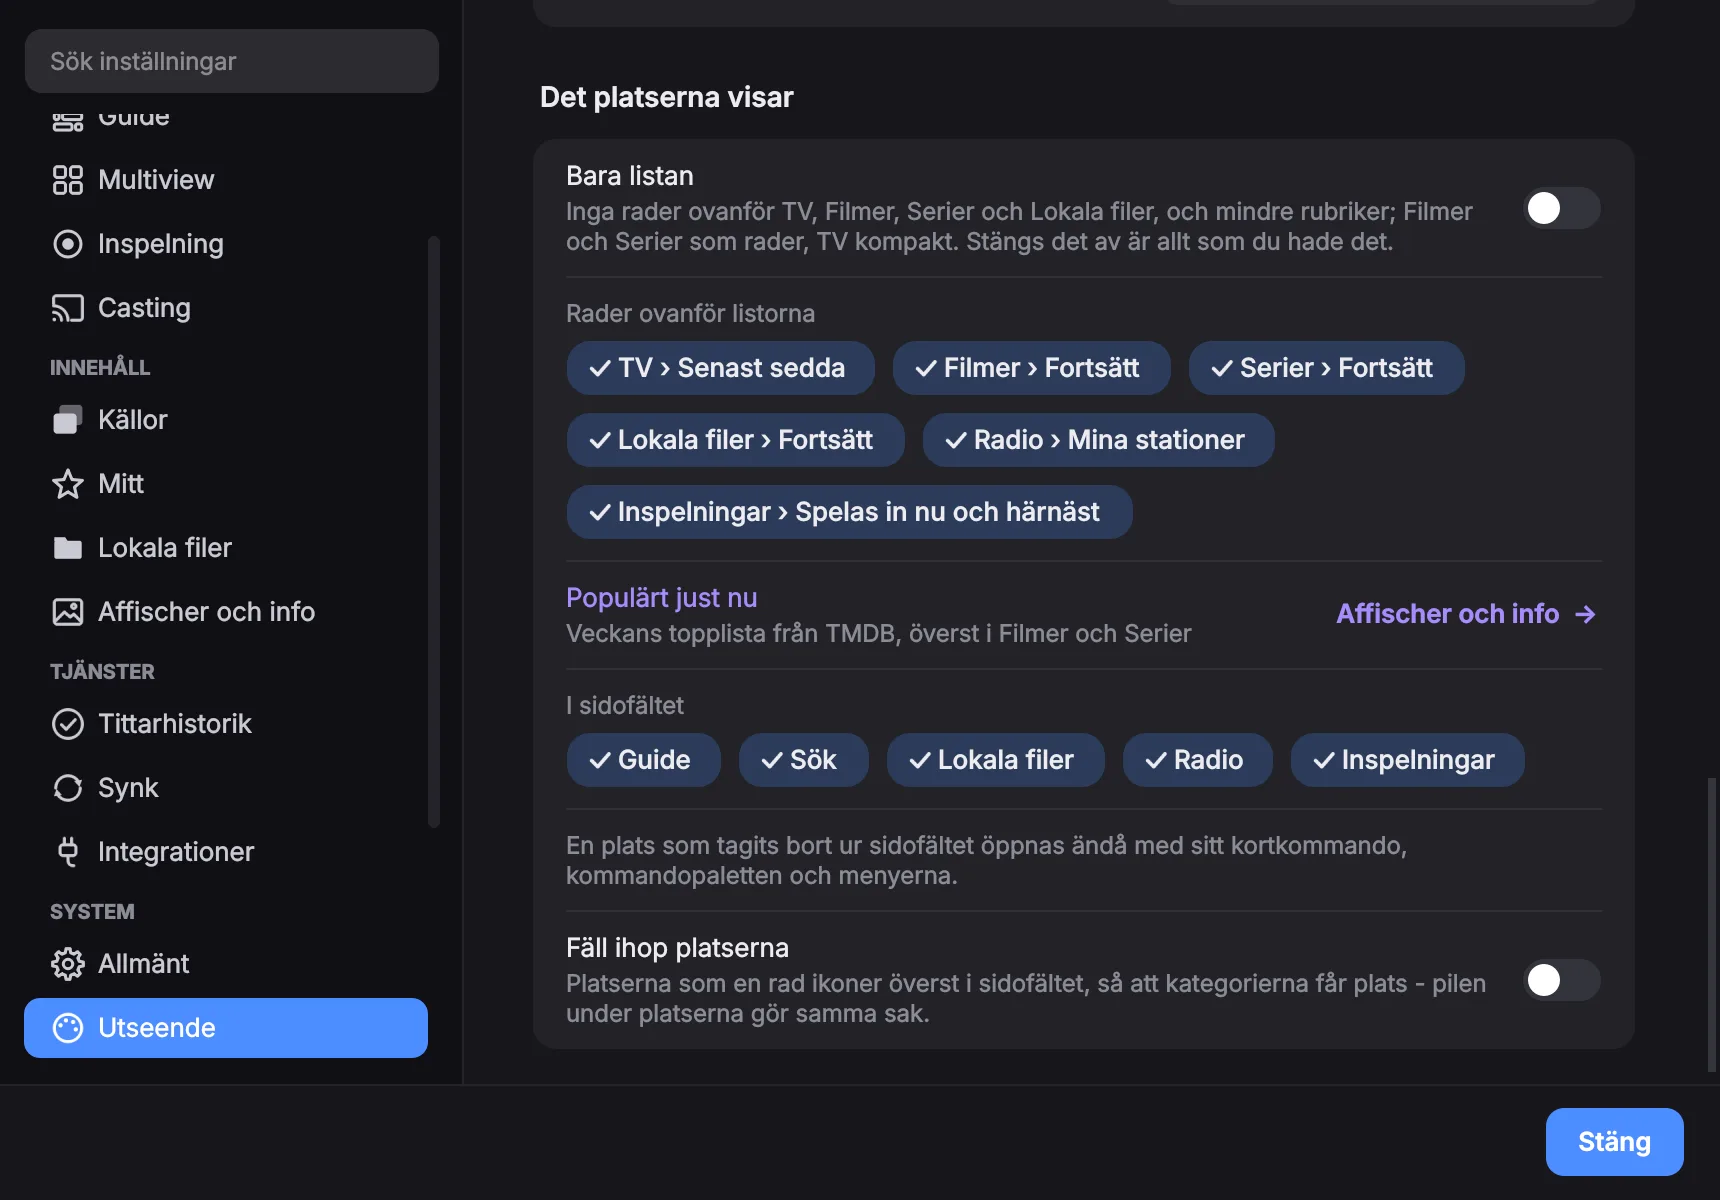 Sök inställningar
Guide
Multiview
Inspelning
Casting
INNEHÅLL
Källor
Mitt
Lokala filer
Affischer och info
TJÄNSTER
Tittarhistorik
Synk
Integrationer
SYSTEM
Allmänt
Utseende
Det platserna visar
Bara listan
Inga rader ovanför TV, Filmer, Serier och Lokala filer, och mindre rubriker; Filmer
och Serier som rader, TV kompakt. Stängs det av är allt som du hade det.
Rader ovanför listorna
✓ TV › Senast sedda
✓ Filmer › Fortsätt
✓ Serier › Fortsätt
✓ Lokala filer › Fortsätt
✓ Radio › Mina stationer
✓ Inspelningar › Spelas in nu och härnäst
Populärt just nu
Veckans topplista från TMDB, överst i Filmer och Serier
Affischer och info →
I sidofältet
✓ Guide
✓ Sök
✓ Lokala filer
✓ Radio
✓ Inspelningar
En plats som tagits bort ur sidofältet öppnas ändå med sitt kortkommando,
kommandopaletten och menyerna.
Fäll ihop platserna
Platserna som en rad ikoner överst i sidofältet, så att kategorierna får plats - pilen
under platserna gör samma sak.
Stäng